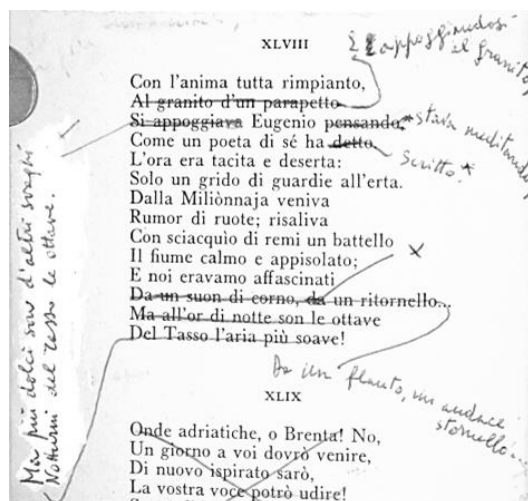 XLVIII
E appoggiandosi
al granito,
Con l'anima tutta rimpianto,
Al granito d'un parapetto
Si appoggiava Eugenio pensando,
stava meditando,
Come un poeta di sé ha detto.
scritto.
L'ora era tacita e deserta:
Solo un grido di guardie all'erta.
Dalla Miliònnaja veniva
Rumor di ruote; risaliva
Con sciacquìo di remi un battello
Il fiume calmo e appisolato;
E noi eravamo affascinati
Da un suon di corno, da un ritornello...
Ma all'or di notte son le ottave
Del Tasso l'aria più soave!
Da un flauto, un audace
stornello...
Ma più dolci son d'altri svaghi
Notturni del Tasso le ottave.
XLIX
Onde adriatiche, o Brenta! No,
Un giorno a voi dovrò venire,
Di nuovo ispirato sarò,
La vostra voce potrò udire!